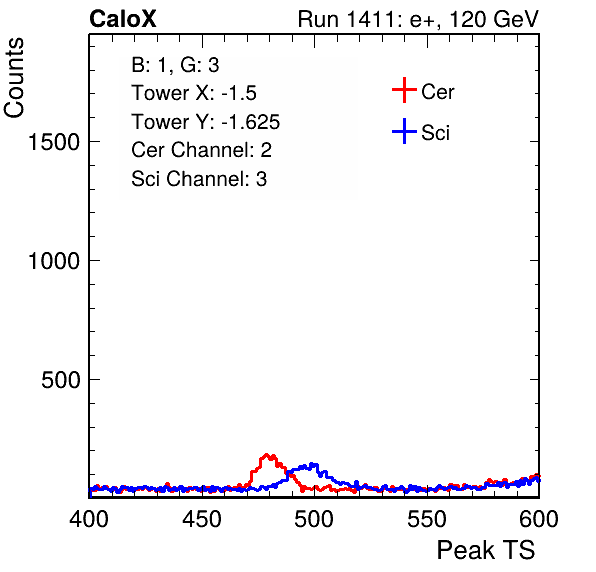 CaloX Run 1411: e+, 120 GeV
Counts
B: 1, G: 3
Tower X: -1.5
Tower Y: -1.625
Cer Channel: 2
Sci Channel: 3
Cer
Sci
1500
1000
500
400 450 500 550 600
Peak TS